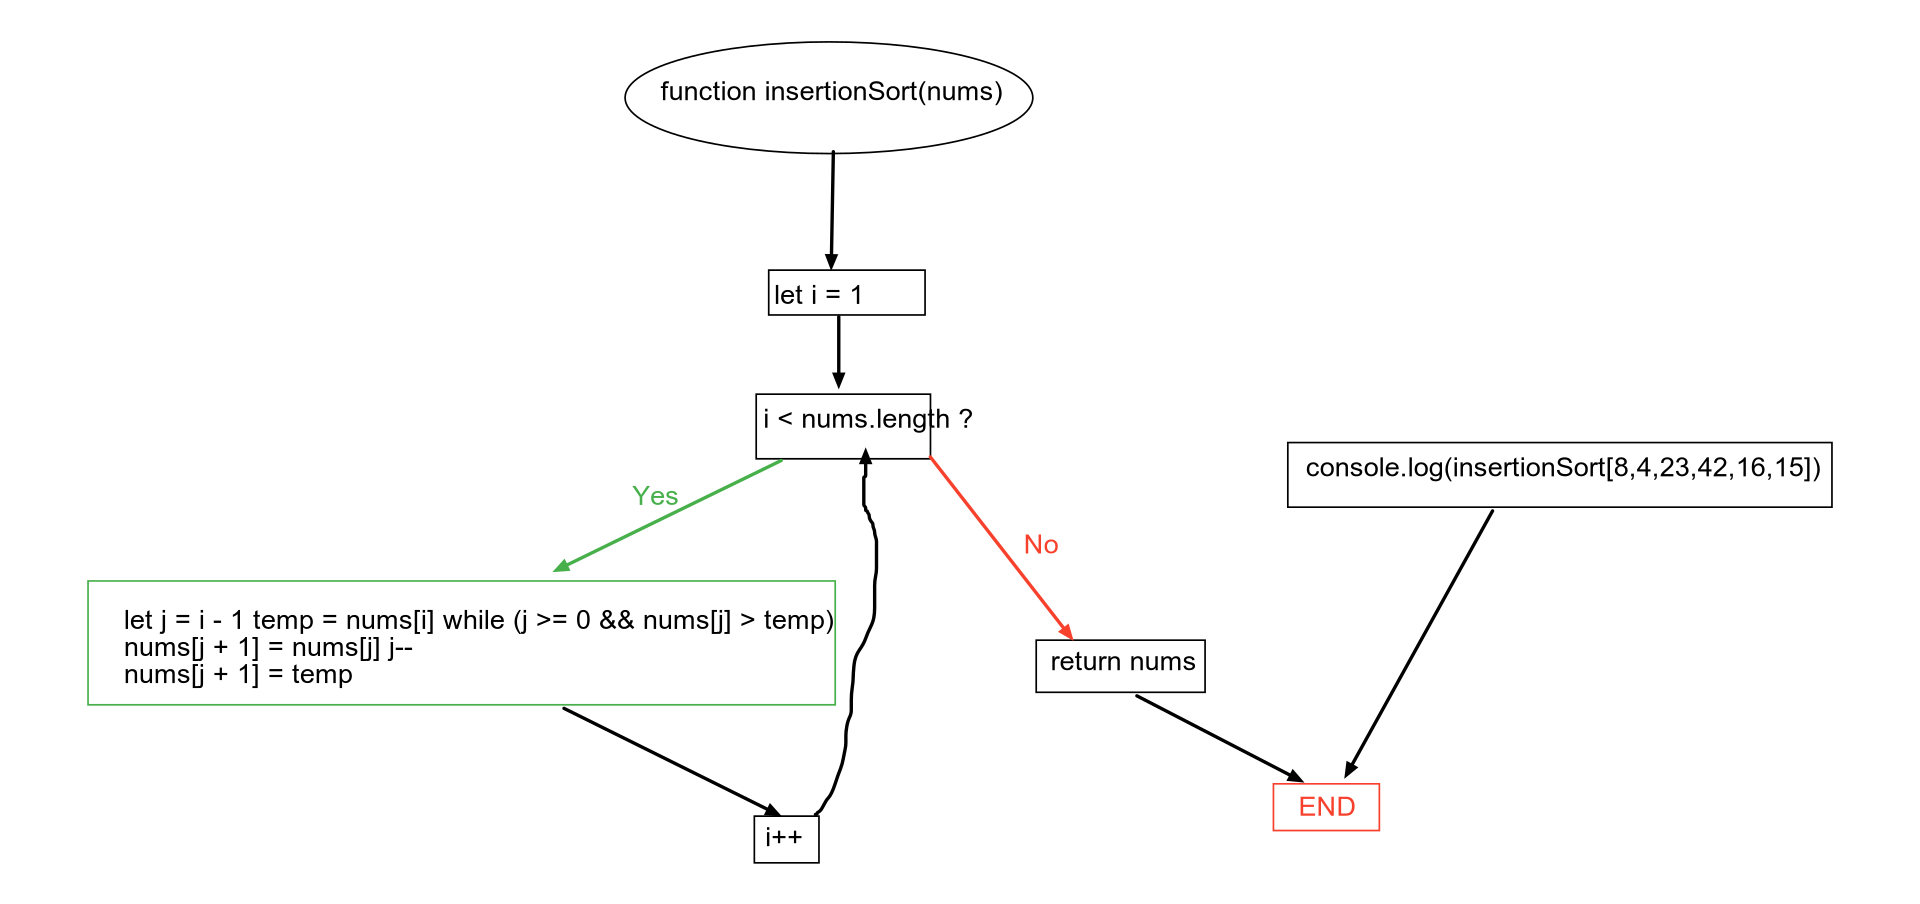 function insertionSort(nums)
let i = 1
i < nums.length ?
Yes
No
console.log(insertionSort[8,4,23,42,16,15])
let j = i - 1 temp = nums[i] while (j >= 0 && nums[j] > temp)
nums[j + 1] = nums[j] j--
nums[j + 1] = temp
return nums
i++
END